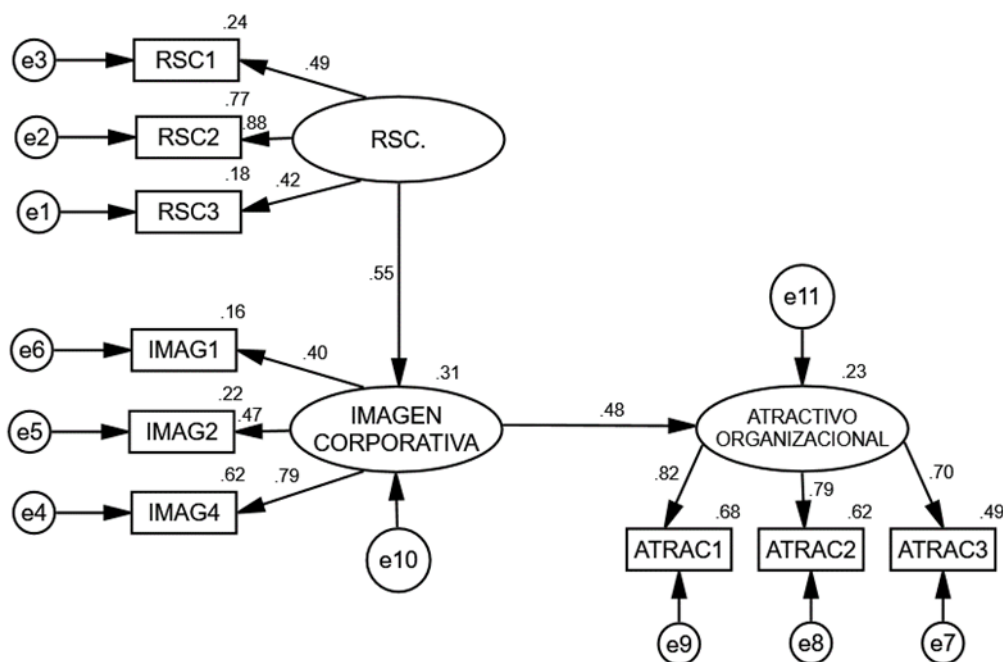 .24
e3
RSC1
.49
.77
e2
RSC2
.88
RSC.
.18
e1
RSC3
.42
.55
e11
.16
e6
IMAG1
.40
.31
.23
.22
e5
IMAG2
.47
IMAGEN
CORPORATIVA
.48
ATRACTIVO
ORGANIZACIONAL
.62
e4
IMAG4
.79
e10
.82
.79
.70
.68
.62
.49
ATRAC1
ATRAC2
ATRAC3
e9
e8
e7